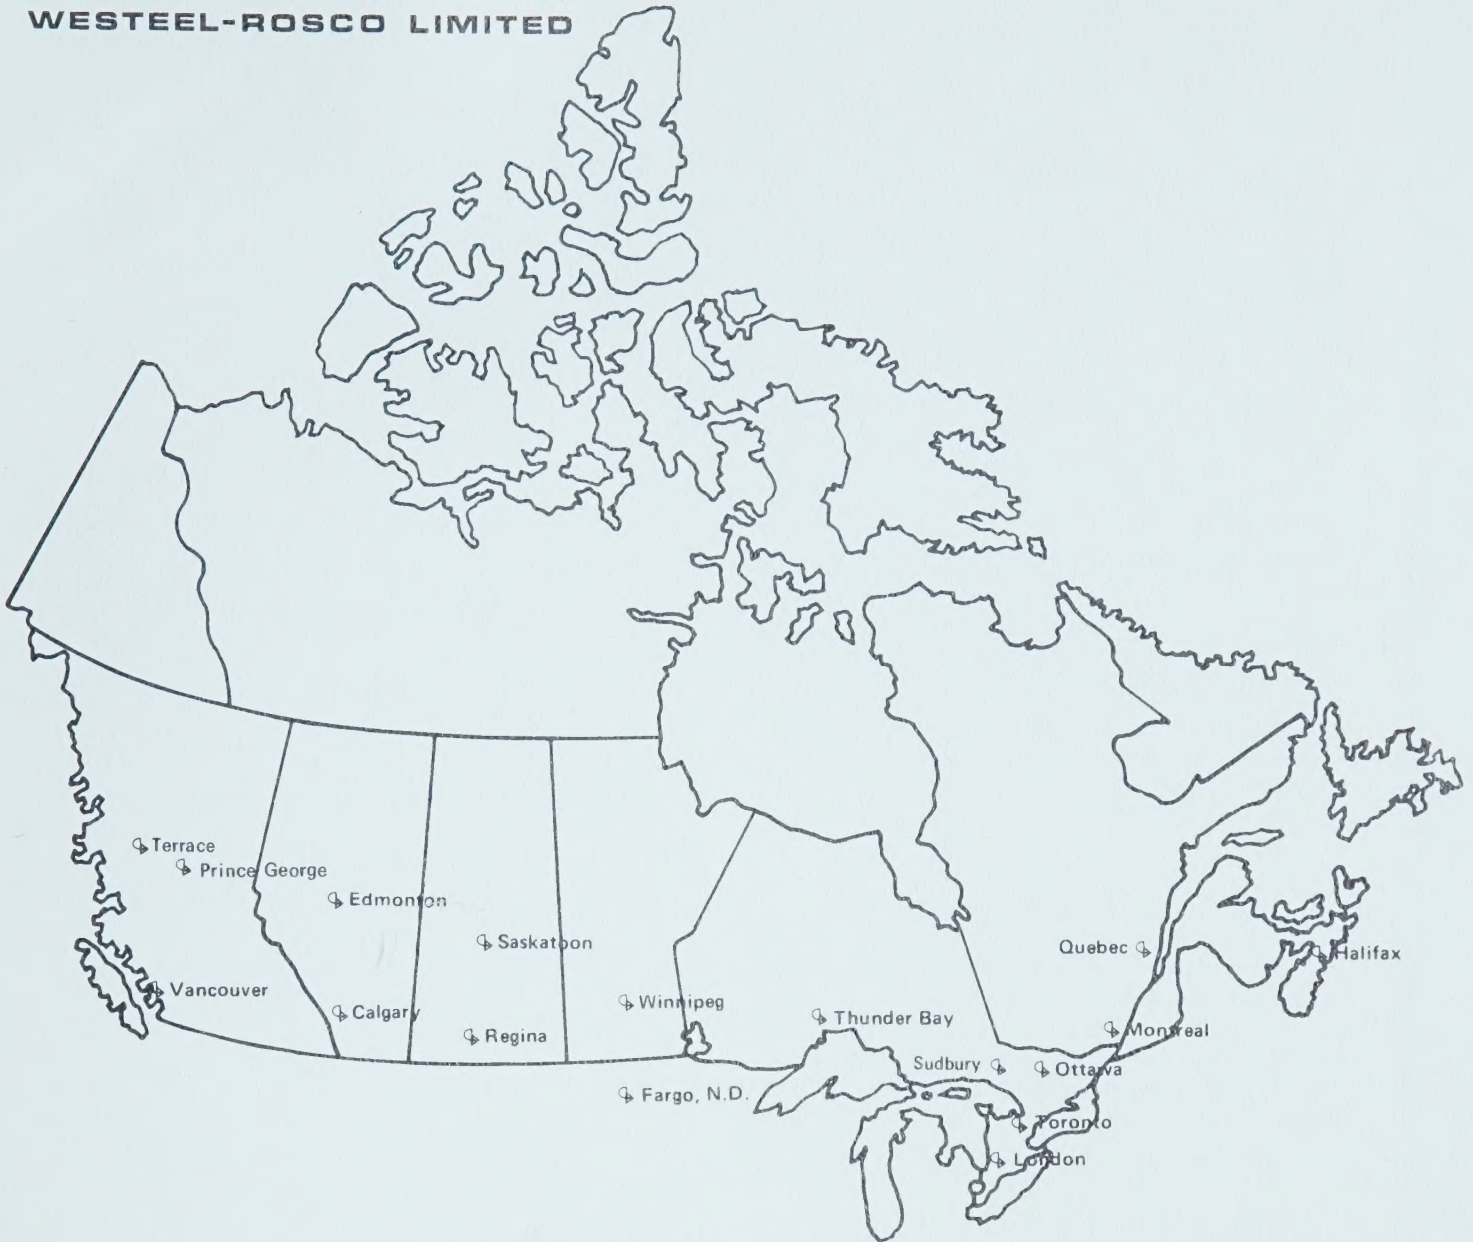 WESTEEL-ROSCO LIMITED
Terrace
Prince George
Edmonton
Saskatoon
Quebec
Halifax
Vancouver
Calgary
Winnipeg
Regina
Thunder Bay
Montreal
Sudbury
Ottawa
Fargo, N.D.
Toronto
London